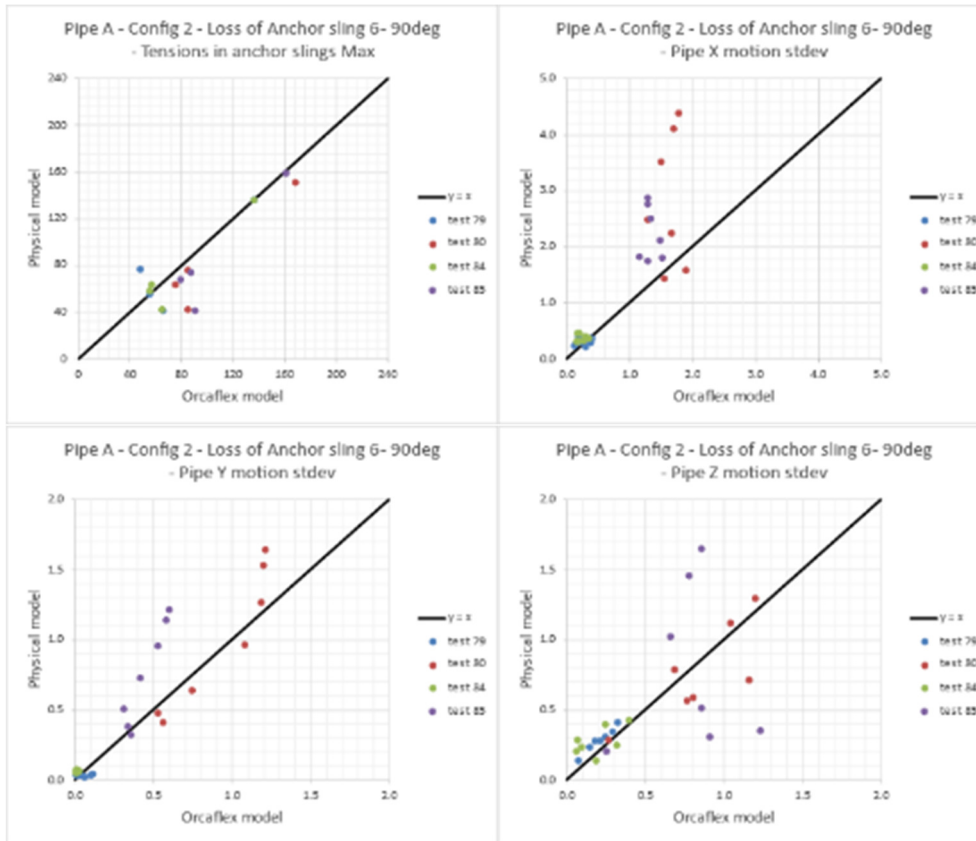 Pipe A - Config 2 - Loss of Anchor sling 6- 90deg
- Tensions in anchor slings Max
240
200
160
120
80
40
0
Physical model
0 40 80 120 160 200 240
Orcaflex model
y = x
test 79
test 80
test 84
test 85
Pipe A - Config 2 - Loss of Anchor sling 6- 90deg
- Pipe X motion stdev
5.0
4.0
3.0
2.0
1.0
0.0
Physical model
0.0 1.0 2.0 3.0 4.0 5.0
Orcaflex model
y = x
test 79
test 80
test 84
test 85
Pipe A - Config 2 - Loss of Anchor sling 6- 90deg
- Pipe Y motion stdev
2.0
1.5
1.0
0.5
0.0
Physical model
0.0 0.5 1.0 1.5 2.0
Orcaflex model
y = x
test 79
test 80
test 84
test 85
Pipe A - Config 2 - Loss of Anchor sling 6- 90deg
- Pipe Z motion stdev
2.0
1.5
1.0
0.5
0.0
Physical model
0.0 0.5 1.0 1.5 2.0
Orcaflex model
y = x
test 79
test 80
test 84
test 85